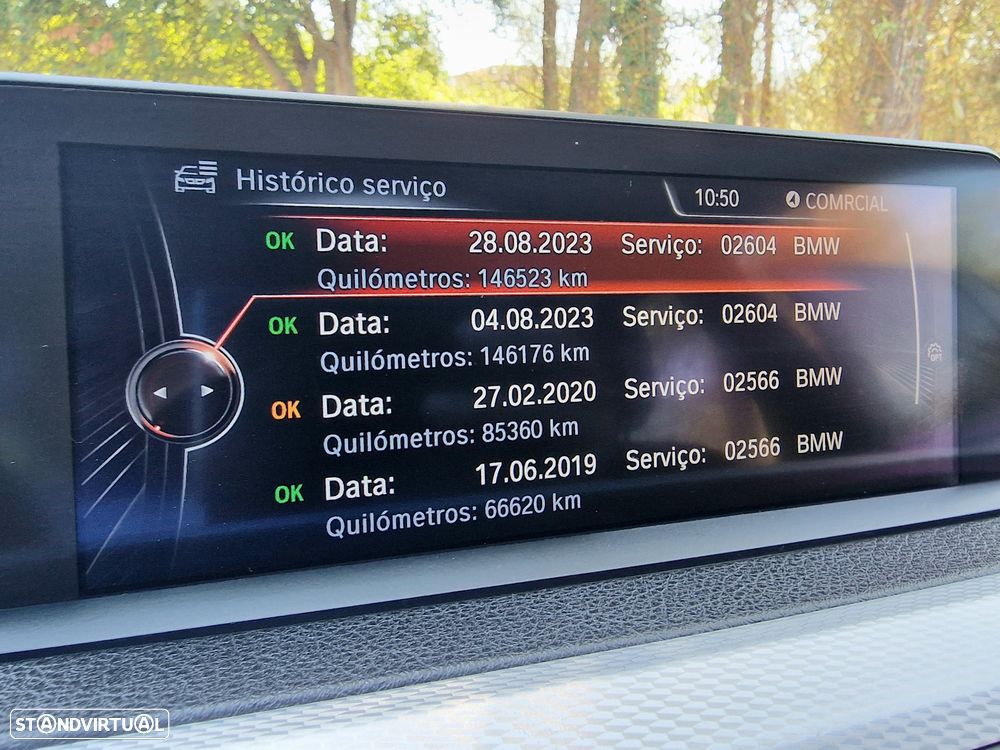 Histórico serviço 10:50 COMRCIAL
OK Data: 28.08.2023 Serviço: 02604 BMW
Quilómetros: 146523 km
OK Data: 04.08.2023 Serviço: 02604 BMW
Quilómetros: 146176 km
OK Data: 27.02.2020 Serviço: 02566 BMW
Quilómetros: 85360 km
OK Data: 17.06.2019 Serviço: 02566 BMW
Quilómetros: 66620 km
OPT
STANDVIRTUAL